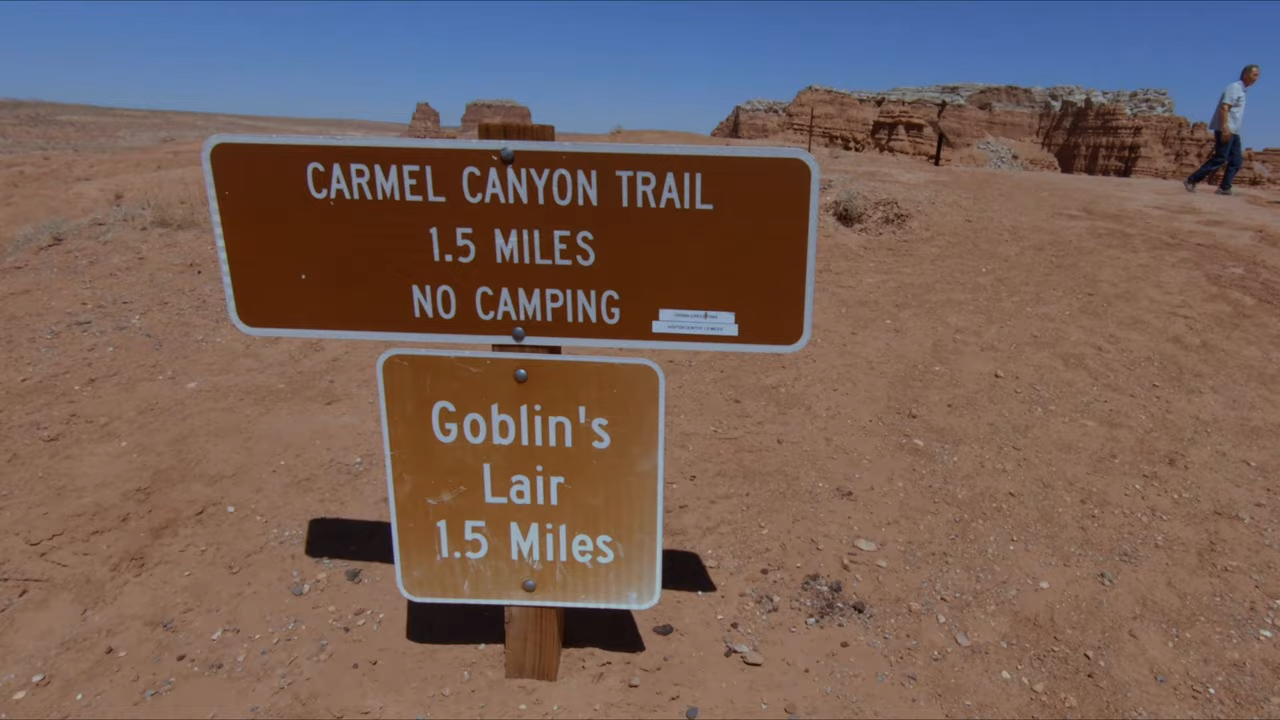 CARMEL CANYON TRAIL
1.5 MILES
NO CAMPING
Goblin's
Lair
1.5 Miles